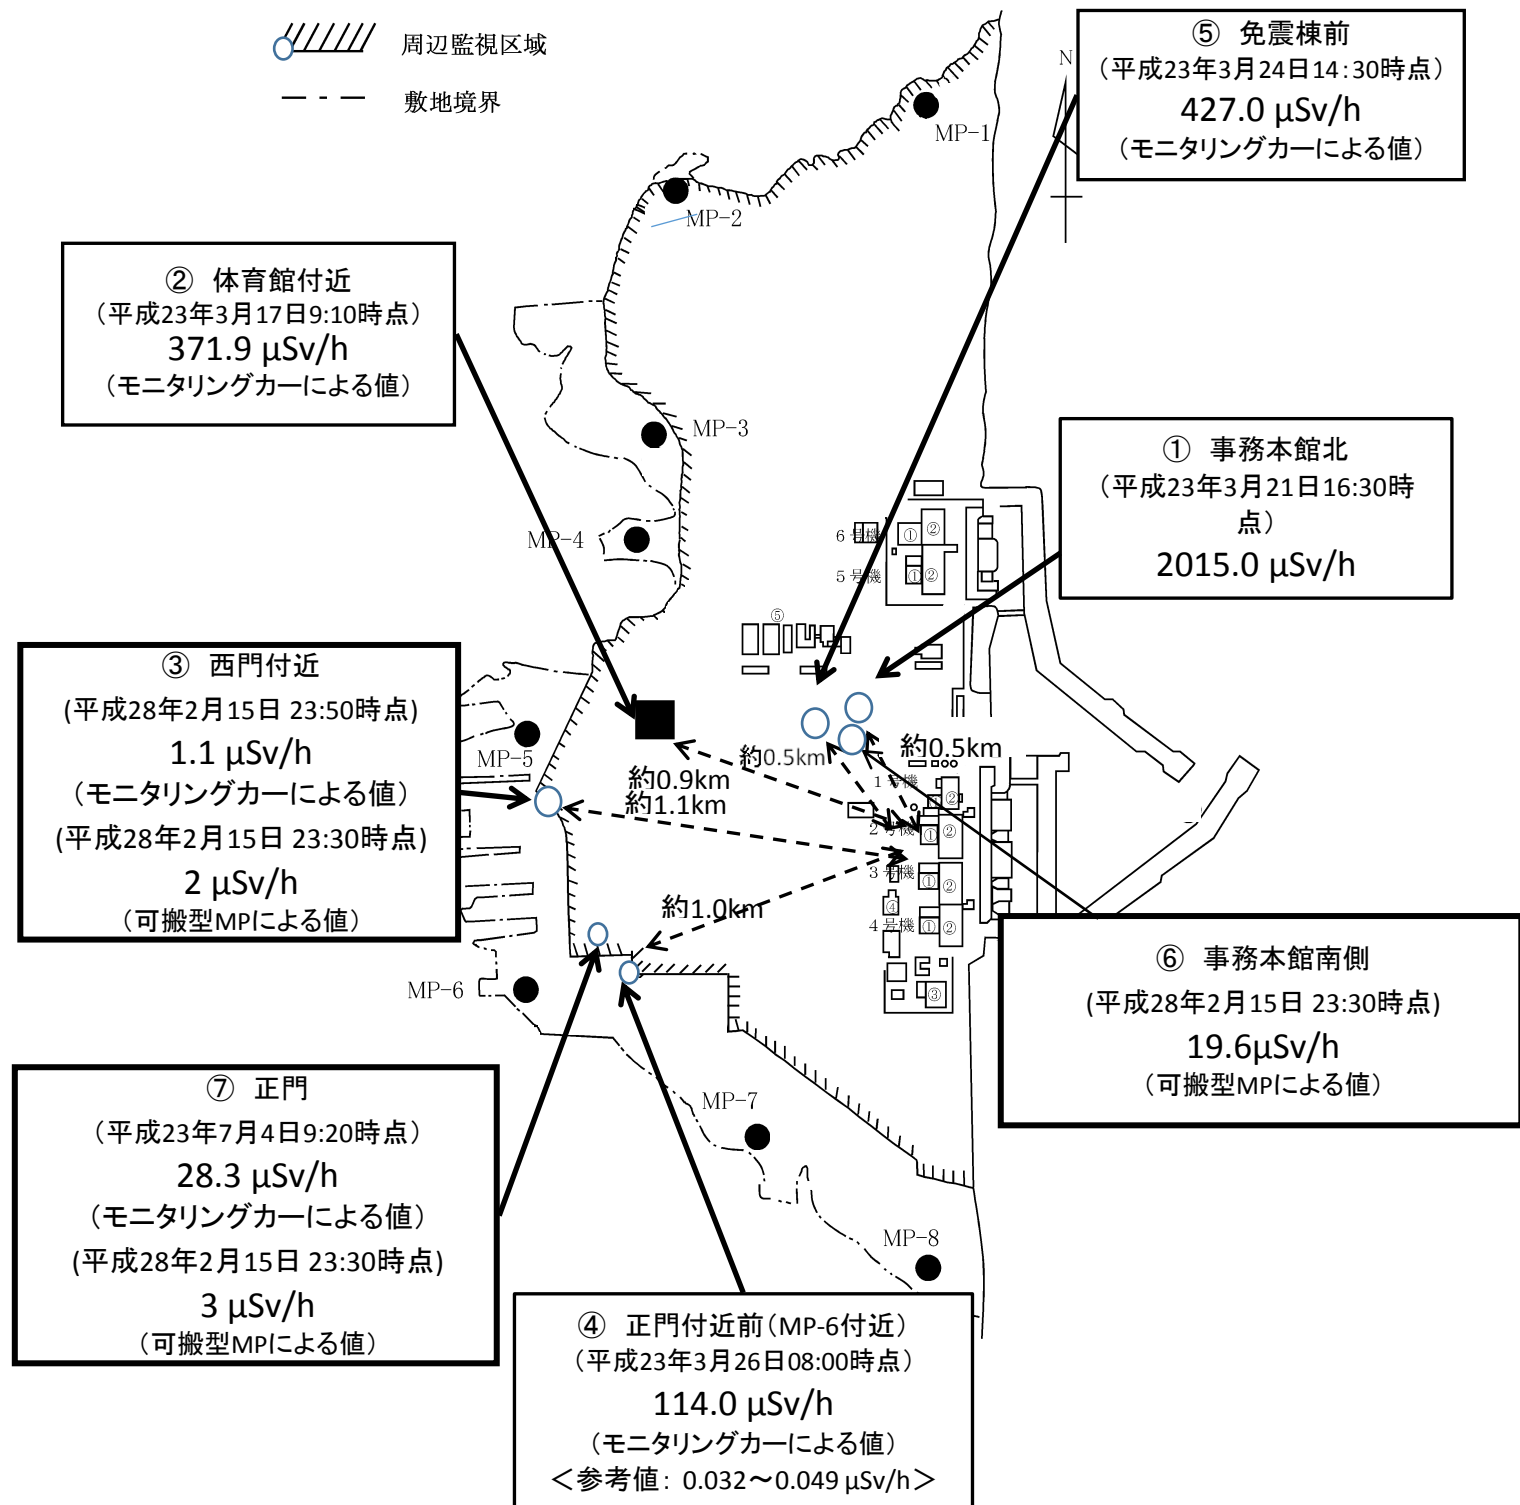 周辺監視区域
敷地境界
N
⑤ 免震棟前
（平成23年3月24日14:30時点）
427.0 μSv/h
（モニタリングカーによる値）
MP-1
MP-2
② 体育館付近
（平成23年3月17日9:10時点）
371.9 μSv/h
（モニタリングカーによる値）
MP-3
① 事務本館北
（平成23年3月21日16:30時
点）
2015.0 μSv/h
MP-4
6号機
①
②
5号機
①
②
⑤
③ 西門付近
(平成28年2月15日 23:50時点)
1.1 μSv/h
（モニタリングカーによる値）
(平成28年2月15日 23:30時点)
2 μSv/h
（可搬型MPによる値）
MP-5
約0.5km
約0.5km
約0.9km
約1.1km
1号機
②
2号機
①
②
3号機
①
②
④
4号機
①
②
③
約1.0km
MP-6
⑥ 事務本館南側
(平成28年2月15日 23:30時点)
19.6μSv/h
（可搬型MPによる値）
⑦ 正門
（平成23年7月4日9:20時点）
28.3 μSv/h
（モニタリングカーによる値）
(平成28年2月15日 23:30時点)
3 μSv/h
（可搬型MPによる値）
MP-7
MP-8
④ 正門付近前（MP-6付近）
（平成23年3月26日08:00時点）
114.0 μSv/h
（モニタリングカーによる値）
＜参考値： 0.032～0.049 μSv/h＞